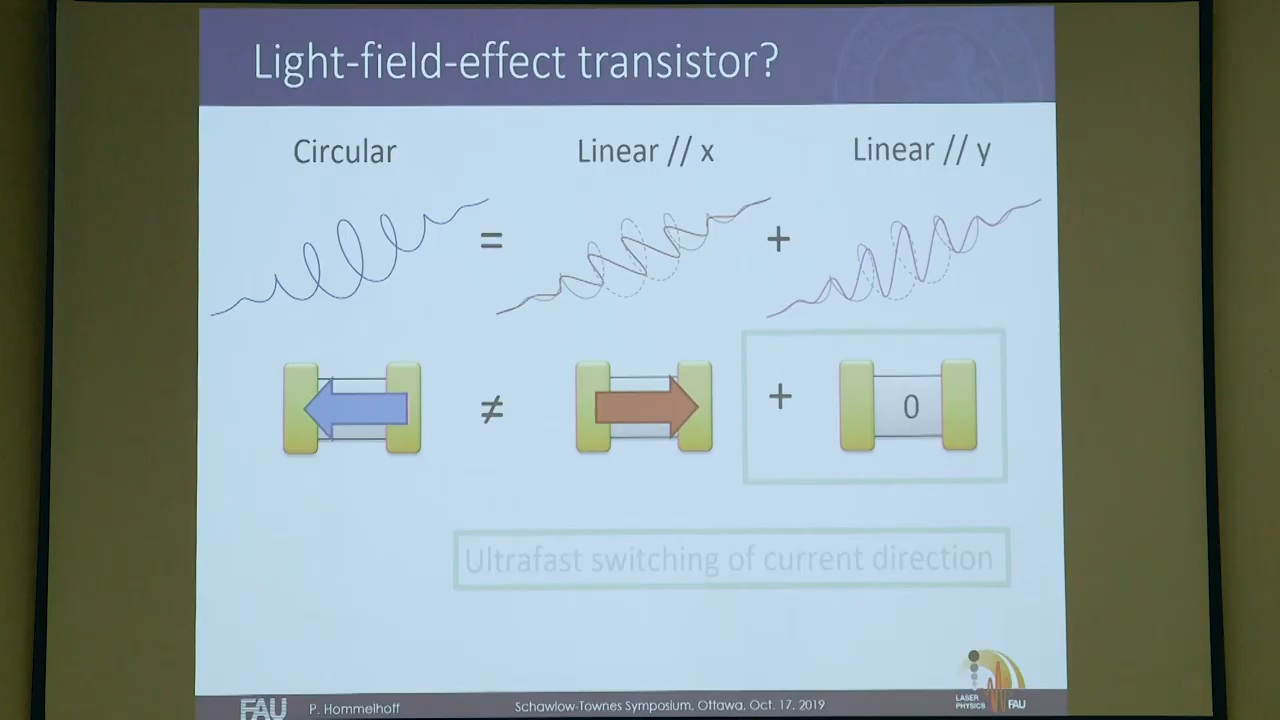 Light-field-effect transistor?
Circular
Linear // x
Linear // y
=
+
≠
+
0
Ultrafast switching of current direction
FAU
P. Hommelhoff
Schawlow-Townes Symposium, Ottawa, Oct. 17, 2019
LASER
PHYSICS
FAU